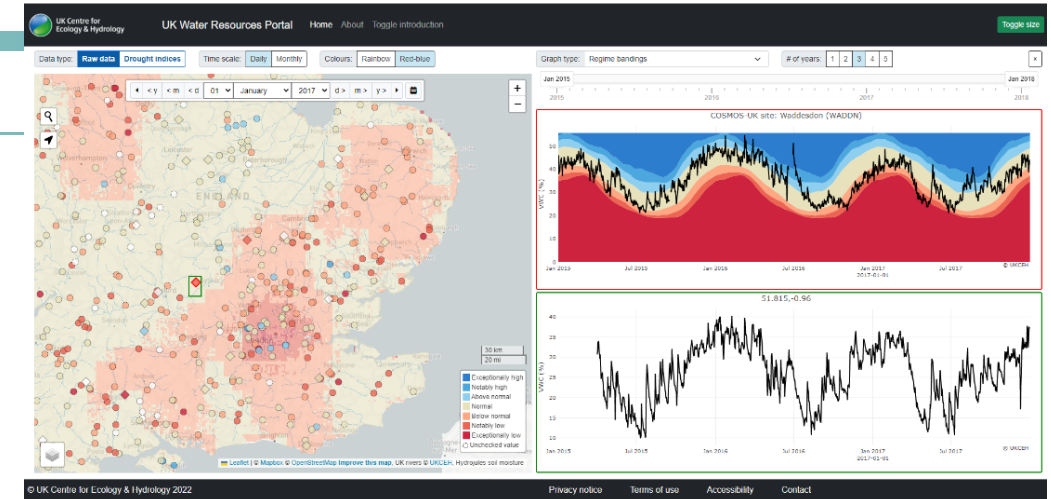 UK Centre for
Ecology & Hydrology
UK Water Resources Portal Home About Toggle introduction
Toggle size
Data type: Raw data Drought indices Time scale: Daily Monthly Colours: Rainbow Red-blue
Graph type: Regime bandings # of years: 1 2 3 4 5 x
< y < m < d 01 January 2017 d > m > y >
+
−
Jan 2015 Jan 2018
2015 2016 2017 2018
COSMOS-UK site: Waddesdon (WADDN)
VWC (%)
50
40
30
20
10
0
Jan 2015 Jul 2015 Jan 2016 Jul 2016 Jan 2017 Jul 2017
2017-01-01
© UKCEH
51.815,-0.96
VWC (%)
Jan 2015 Jul 2015 Jan 2016 Jul 2016 Jan 2017 Jul 2017
2017-01-01
© UKCEH
ENGLAND
Leicester
30 km
20 mi
Exceptionally high
Notably high
Above normal
Normal
Below normal
Notably low
Exceptionally low
Unchecked value
Leaflet | © Mapbox © OpenStreetMap Improve this map, UK rivers © UKCEH, Hydrojules soil moisture
© UK Centre for Ecology & Hydrology 2022
Privacy notice Terms of use Accessibility Contact